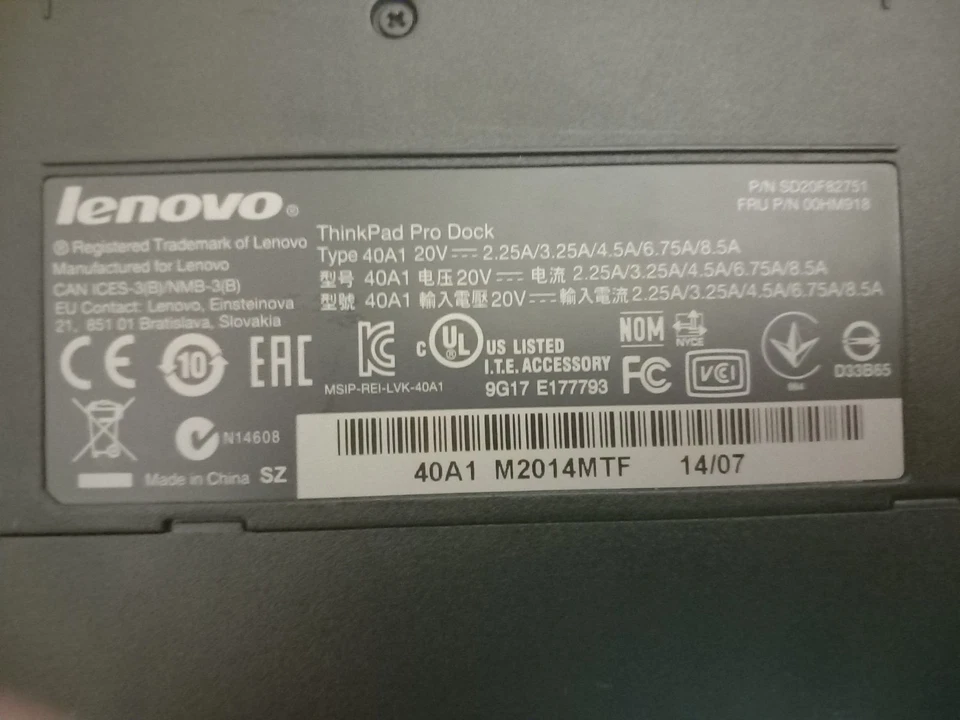 lenovo®
® Registered Trademark of Lenovo
Manufactured for Lenovo
CAN ICES-3(B)/NMB-3(B)
EU Contact: Lenovo, Einsteinova
21, 851 01 Bratislava, Slovakia
P/N SD20F82751
FRU P/N 00HM918
ThinkPad Pro Dock
Type 40A1 20V⎓ 2.25A/3.25A/4.5A/6.75A/8.5A
型号 40A1 电压20V⎓ 电流 2.25A/3.25A/4.5A/6.75A/8.5A
型號 40A1 輸入電壓20V⎓輸入電流2.25A/3.25A/4.5A/6.75A/8.5A
CE 10 EAC
MSIP-REI-LVK-40A1
c UL ® US LISTED
I.T.E. ACCESSORY
9G17 E177793
NOM
NYCE
FC
VCI
D33B65
N14608
Made in China SZ
40A1 M2014MTF 14/07